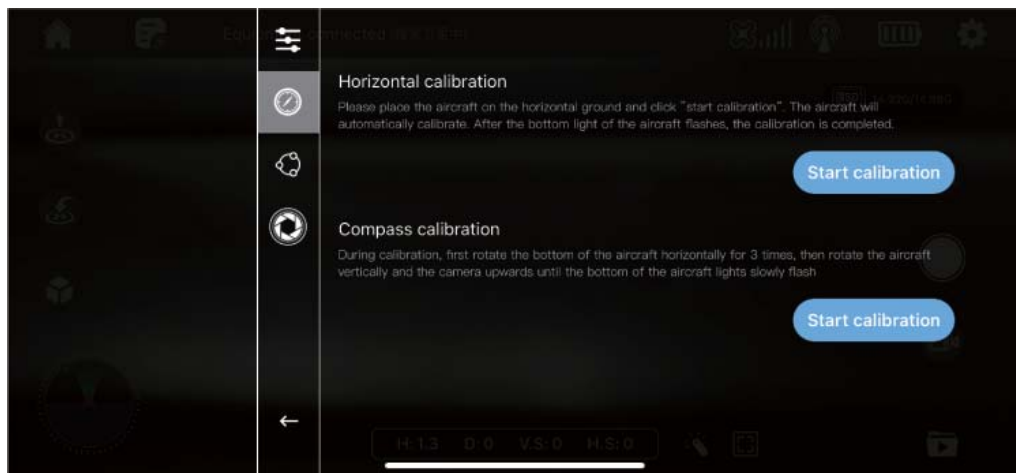 Horizontal calibration
Please place the aircraft on the horizontal ground and click "start calibration". The aircraft will
automatically calibrate. After the bottom light of the aircraft flashes, the calibration is completed.
Start calibration
Compass calibration
During calibration, first rotate the bottom of the aircraft horizontally for 3 times, then rotate the aircraft
vertically and the camera upwards until the bottom of the aircraft lights slowly flash
Start calibration
H:1.3 D:0 V.S:0 H.S:0